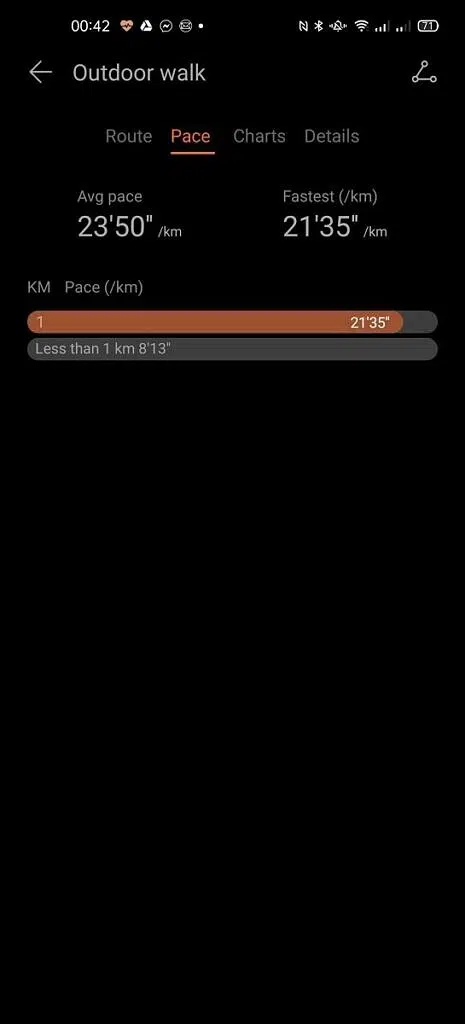 00:42 71
Outdoor walk
Route Pace Charts Details
Avg pace Fastest (/km)
23'50" /km 21'35" /km
KM Pace (/km)
1 21'35"
Less than 1 km 8'13"